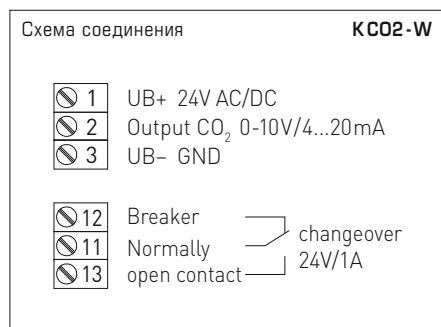 Схема соединения KCO2-W
1 UB+ 24V AC/DC
2 Output CO₂ 0-10V/4...20mA
3 UB– GND
12 Breaker
11 Normally
13 open contact
changeover
24V/1A